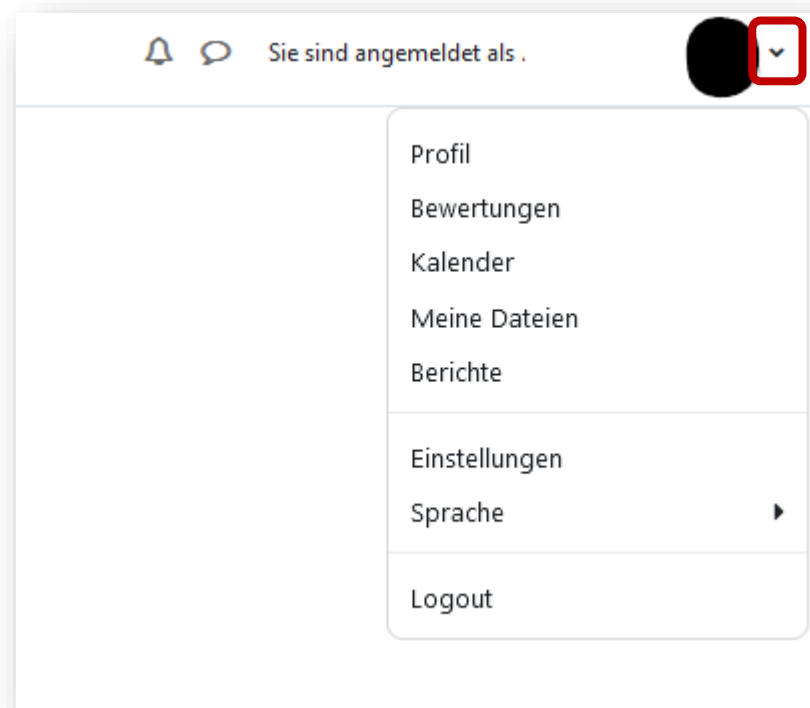 Sie sind angemeldet als .
Profil
Bewertungen
Kalender
Meine Dateien
Berichte
Einstellungen
Sprache
Logout